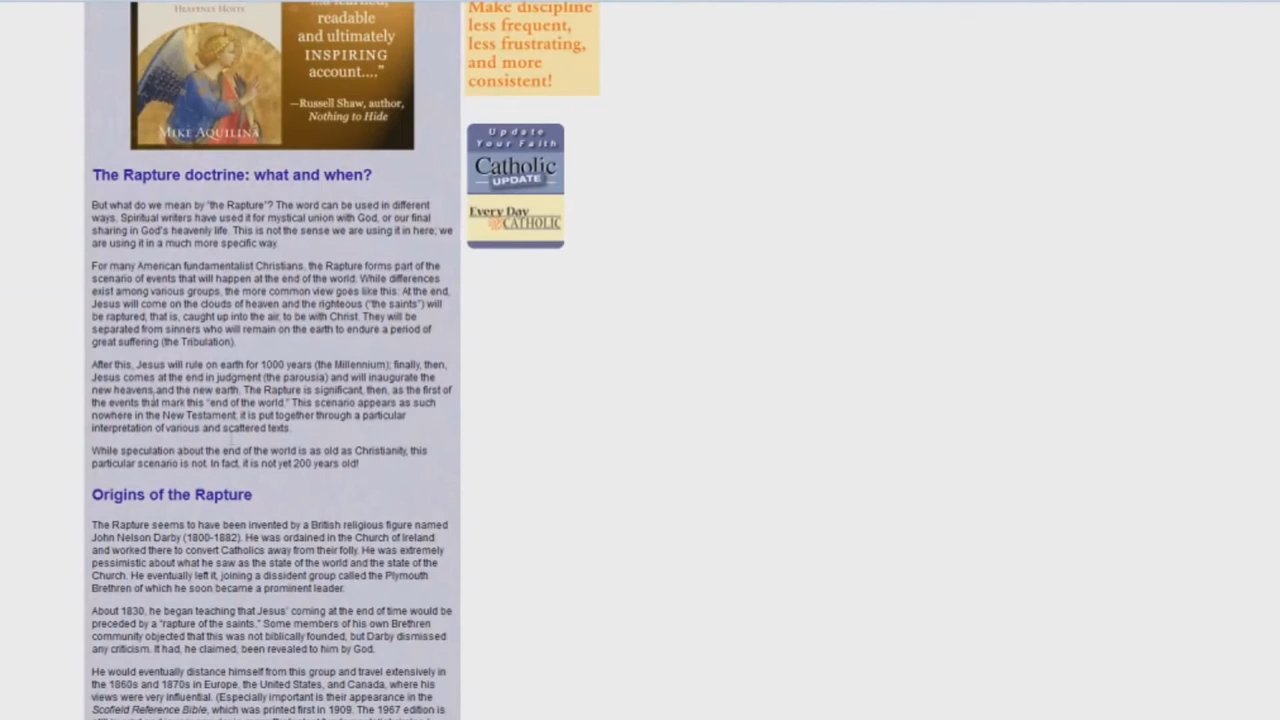 HEAVENLY HOSTS
readable
and ultimately
INSPIRING
account....”
—Russell Shaw, author,
Nothing to Hide
MIKE AQUILINA
Make discipline
less frequent,
less frustrating,
and more
consistent!
Update
Your Faith
Catholic
UPDATE
Every Day
CATHOLIC
The Rapture doctrine: what and when?
But what do we mean by “the Rapture”? The word can be used in different
ways. Spiritual writers have used it for mystical union with God, or our final
sharing in God's heavenly life. This is not the sense we are using it in here; we
are using it in a much more specific way.
For many American fundamentalist Christians, the Rapture forms part of the
scenario of events that will happen at the end of the world. While differences
exist among various groups, the more common view goes like this: At the end,
Jesus will come on the clouds of heaven and the righteous (“the saints”) will
be raptured, that is, caught up into the air, to be with Christ. They will be
separated from sinners who will remain on the earth to endure a period of
great suffering (the Tribulation).
After this, Jesus will rule on earth for 1000 years (the Millennium); finally, then,
Jesus comes at the end in judgment (the parousia) and will inaugurate the
new heavens and the new earth. The Rapture is significant, then, as the first of
the events that mark this “end of the world.” This scenario appears as such
nowhere in the New Testament; it is put together through a particular
interpretation of various and scattered texts.
While speculation about the end of the world is as old as Christianity, this
particular scenario is not. In fact, it is not yet 200 years old!
Origins of the Rapture
The Rapture seems to have been invented by a British religious figure named
John Nelson Darby (1800-1882). He was ordained in the Church of Ireland
and worked there to convert Catholics away from their folly. He was extremely
pessimistic about what he saw as the state of the world and the state of the
Church. He eventually left it, joining a dissident group called the Plymouth
Brethren of which he soon became a prominent leader.
About 1830, he began teaching that Jesus' coming at the end of time would be
preceded by a “rapture of the saints.” Some members of his own Brethren
community objected that this was not biblically founded, but Darby dismissed
any criticism. It had, he claimed, been revealed to him by God.
He would eventually distance himself from this group and travel extensively in
the 1860s and 1870s in Europe, the United States, and Canada, where his
views were very influential. (Especially important is their appearance in the
Scofield Reference Bible, which was printed first in 1909. The 1967 edition is